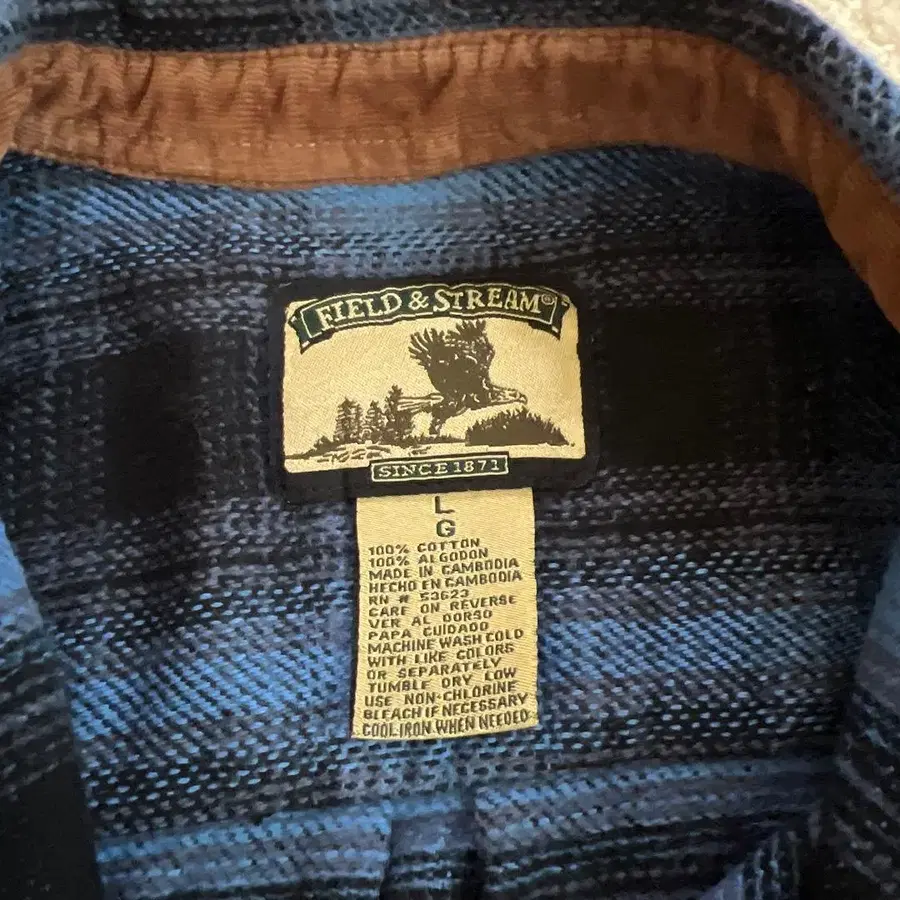 FIELD & STREAM®
SINCE 1871
L
G
100% COTTON
100% ALGODON
MADE IN CAMBODIA
HECHO EN CAMBODIA
RN # 53623
CARE ON REVERSE
VER AL DORSO
PAPA CUIDADO
MACHINE WASH COLD
WITH LIKE COLORS
OR SEPARATELY
TUMBLE DRY LOW
USE NON-CHLORINE
BLEACH IF NECESSARY
COOL IRON WHEN NEEDED